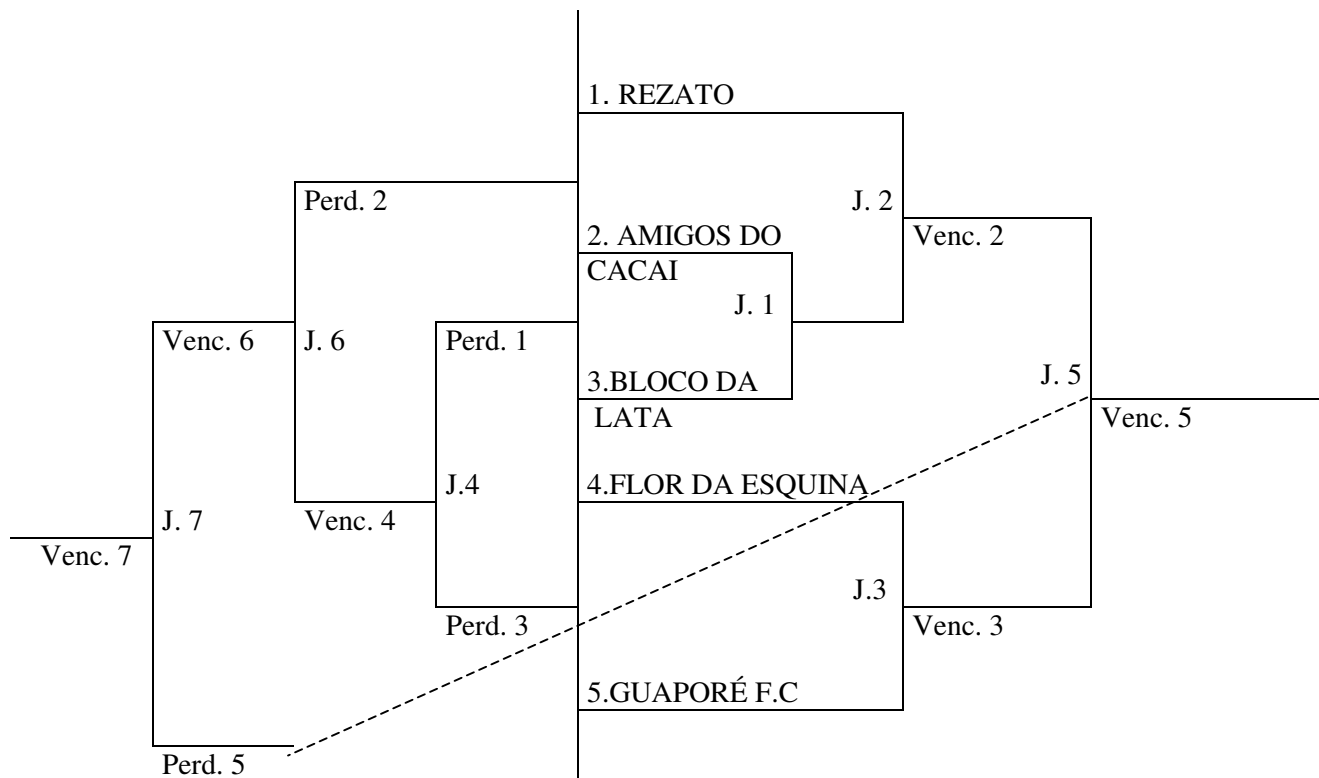 1. REZATO
Perd. 2
J. 2
2. AMIGOS DO
CACAI
Venc. 2
J. 1
Venc. 6
J. 6
Perd. 1
3.BLOCO DA
LATA
J. 5
Venc. 5
J.4
4.FLOR DA ESQUINA
J. 7
Venc. 4
Venc. 7
J.3
Perd. 3
Venc. 3
5.GUAPORÉ F.C
Perd. 5